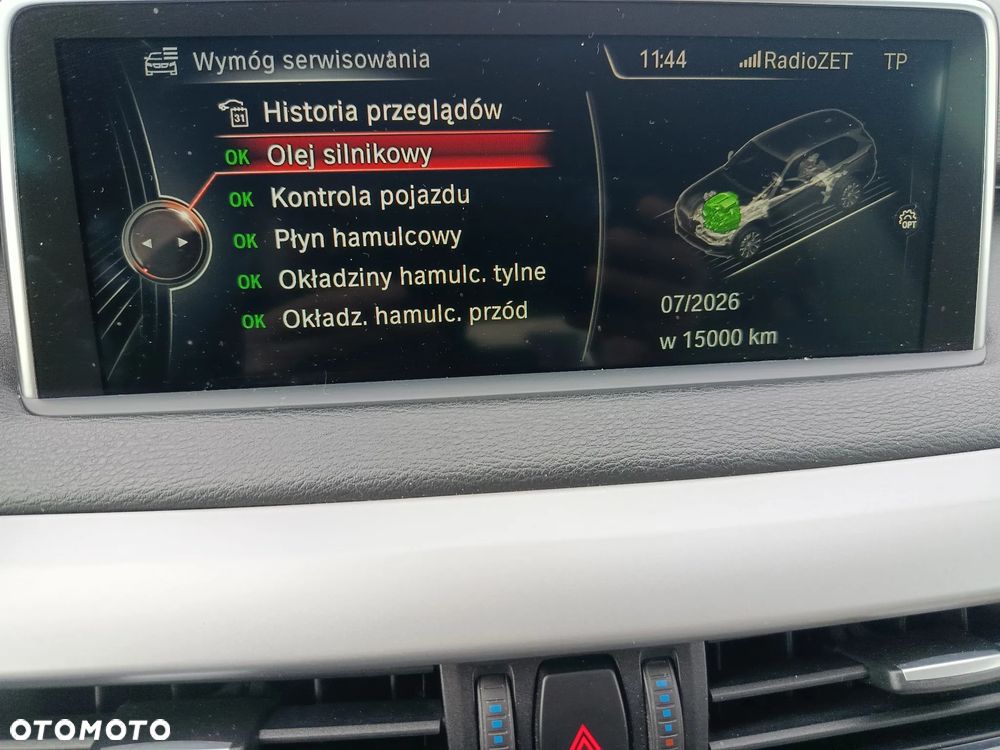 Wymóg serwisowania
11:44
RadioZET
TP
31
Historia przeglądów
OK Olej silnikowy
OK Kontrola pojazdu
OK Płyn hamulcowy
OK Okładziny hamulc. tylne
OK Okładz. hamulc. przód
OPT
07/2026
w 15000 km
OTOMOTO